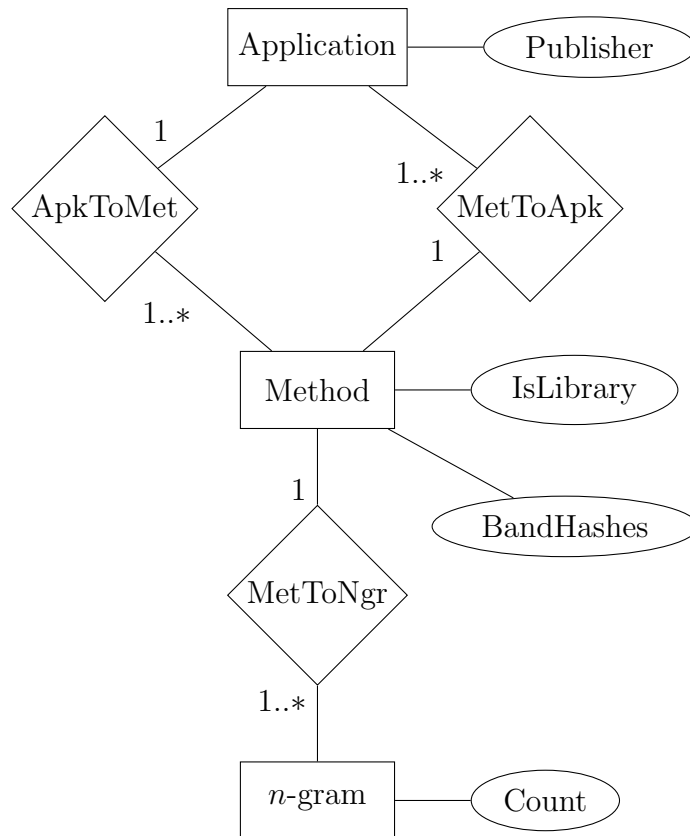 Application
Publisher
1
1..*
ApkToMet
MetToApk
1
1..*
Method
IsLibrary
1
BandHashes
MetToNgr
1..*
n-gram
Count